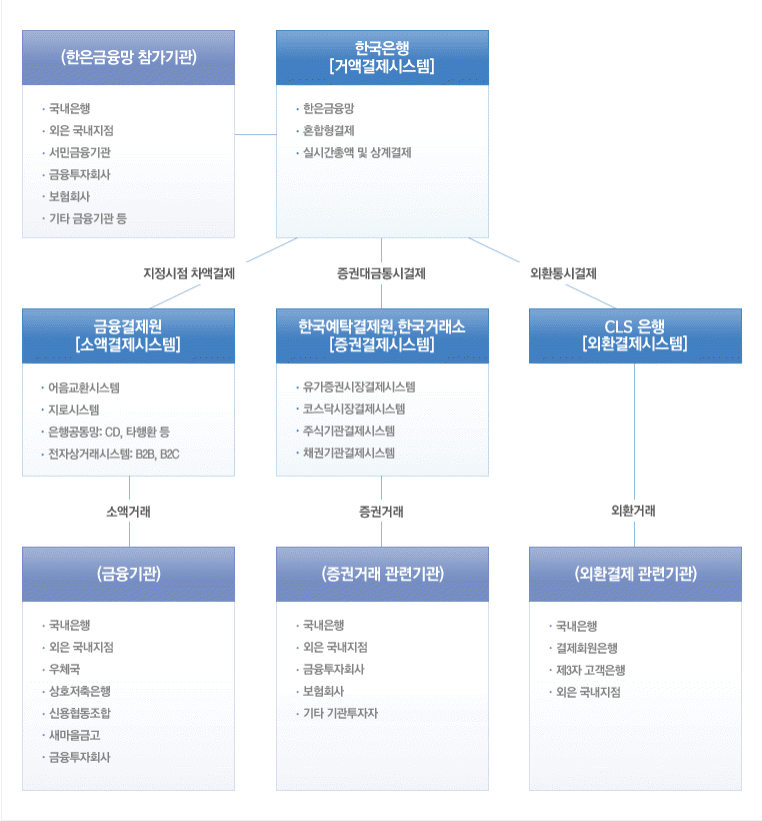 (한은금융망 참가기관)
· 국내은행
· 외은 국내지점
· 서민금융기관
· 금융투자회사
· 보험회사
· 기타 금융기관 등
한국은행
[거액결제시스템]
· 한은금융망
· 혼합형결제
· 실시간총액 및 상계결제
지정시점 차액결제
증권대금동시결제
외환동시결제
금융결제원
[소액결제시스템]
· 어음교환시스템
· 지로시스템
· 은행공동망: CD, 타행환 등
· 전자상거래시스템: B2B, B2C
한국예탁결제원,한국거래소
[증권결제시스템]
· 유가증권시장결제시스템
· 코스닥시장결제시스템
· 주식기관결제시스템
· 채권기관결제시스템
CLS 은행
[외환결제시스템]
소액거래
증권거래
외환거래
(금융기관)
· 국내은행
· 외은 국내지점
· 우체국
· 상호저축은행
· 신용협동조합
· 새마을금고
· 금융투자회사
(증권거래 관련기관)
· 국내은행
· 외은 국내지점
· 금융투자회사
· 보험회사
· 기타 기관투자자
(외환결제 관련기관)
· 국내은행
· 결제회원은행
· 제3자 고객은행
· 외은 국내지점